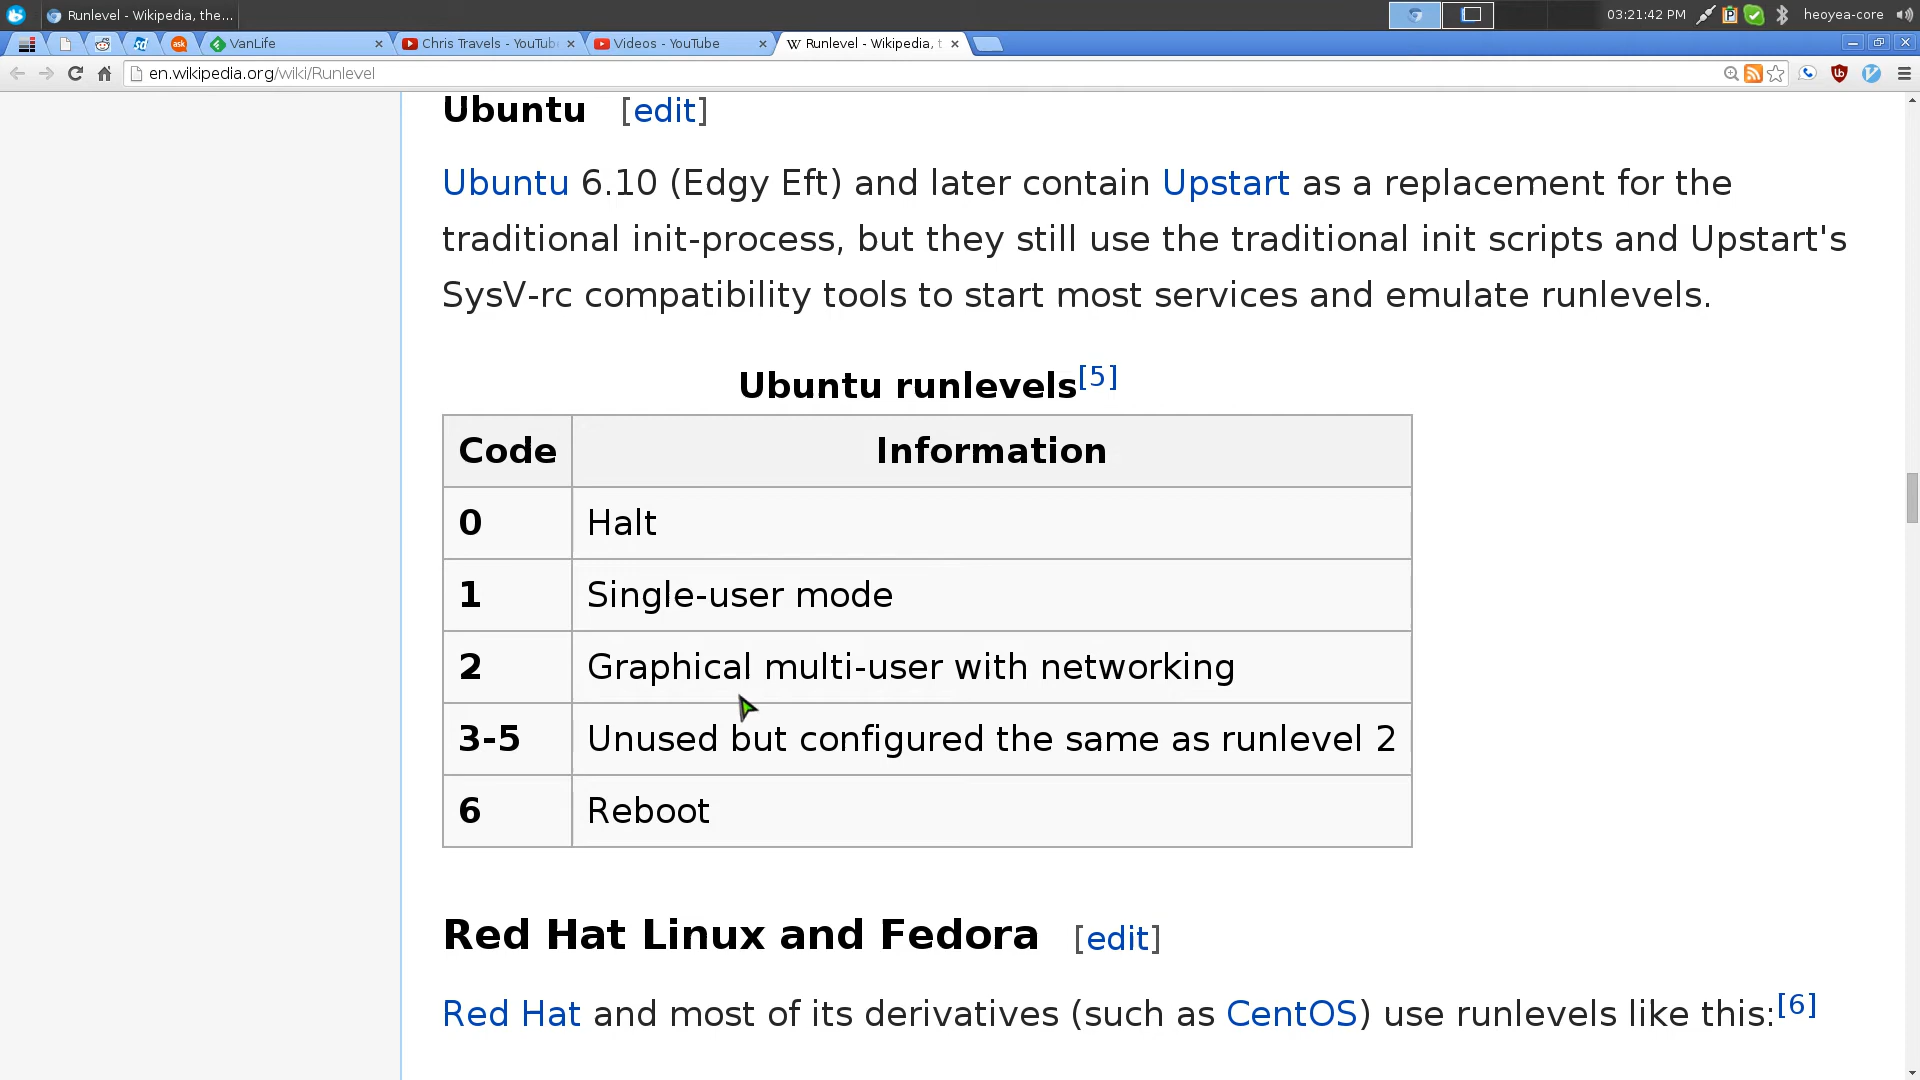 Runlevel - Wikipedia, the...
03:21:42 PM
heoyea-core
VanLife
Chris Travels - YouTube
Videos - YouTube
Runlevel - Wikipedia, t
en.wikipedia.org/wiki/Runlevel
Ubuntu [edit]
Ubuntu 6.10 (Edgy Eft) and later contain Upstart as a replacement for the
traditional init-process, but they still use the traditional init scripts and Upstart's
SysV-rc compatibility tools to start most services and emulate runlevels.
Ubuntu runlevels[5]
Code Information
0 Halt
1 Single-user mode
2 Graphical multi-user with networking
3-5 Unused but configured the same as runlevel 2
6 Reboot
Red Hat Linux and Fedora [edit]
Red Hat and most of its derivatives (such as CentOS) use runlevels like this:[6]